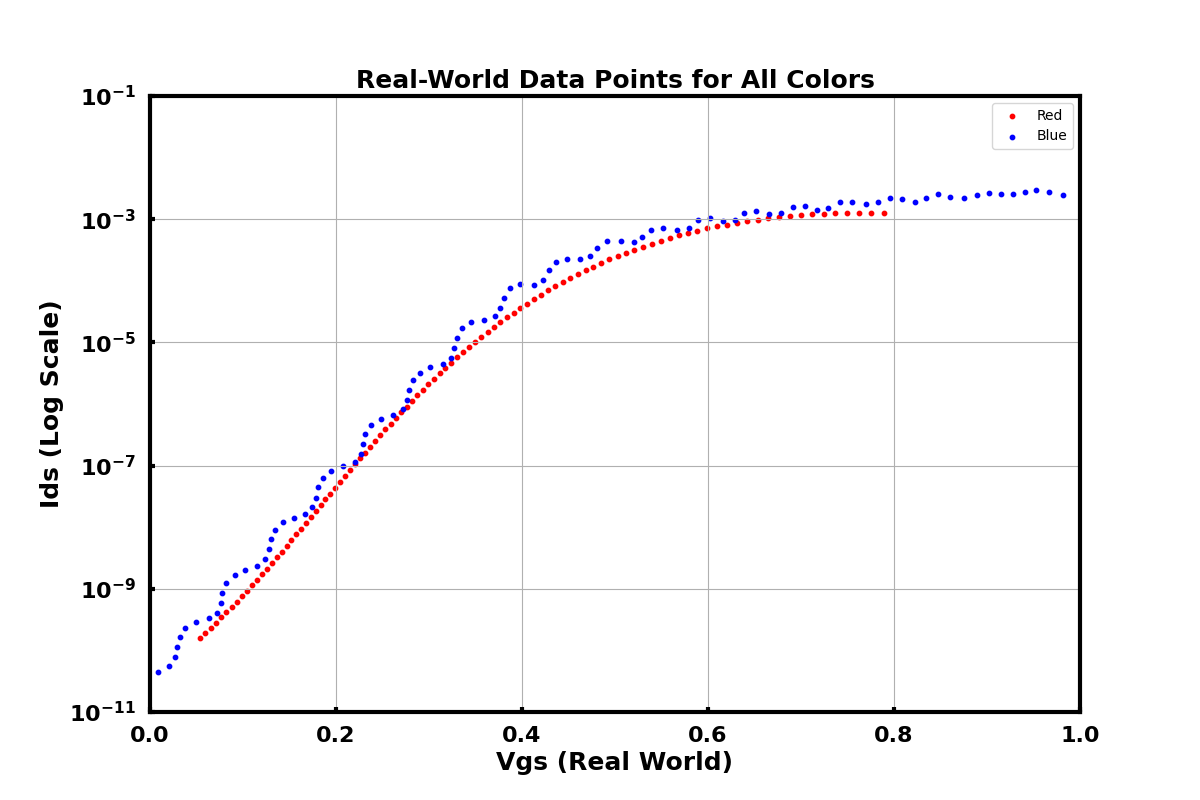 Real-World Data Points for All Colors
10⁻¹
Red
Blue
10⁻³
10⁻⁵
10⁻⁷
10⁻⁹
10⁻¹¹
Ids (Log Scale)
0.0 0.2 0.4 0.6 0.8 1.0
Vgs (Real World)